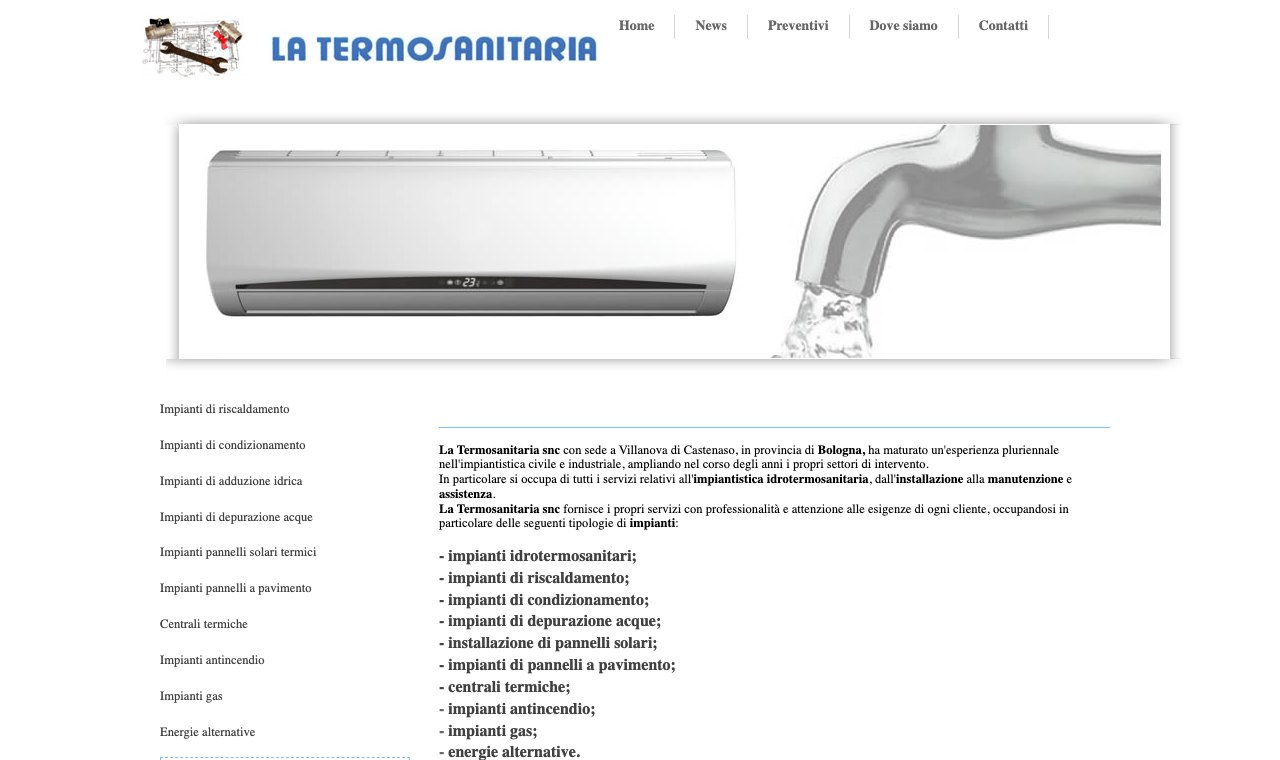 LA TERMOSANITARIA
Home
News
Preventivi
Dove siamo
Contatti
23
Impianti di riscaldamento
Impianti di condizionamento
Impianti di adduzione idrica
Impianti di depurazione acque
Impianti pannelli solari termici
Impianti pannelli a pavimento
Centrali termiche
Impianti antincendio
Impianti gas
Energie alternative
La Termosanitaria snc con sede a Villanova di Castenaso, in provincia di Bologna, ha maturato un'esperienza pluriennale
nell'impiantistica civile e industriale, ampliando nel corso degli anni i propri settori di intervento.
In particolare si occupa di tutti i servizi relativi all'impiantistica idrotermosanitaria, dall'installazione alla manutenzione e
assistenza.
La Termosanitaria snc fornisce i propri servizi con professionalità e attenzione alle esigenze di ogni cliente, occupandosi in
particolare delle seguenti tipologie di impianti:
- impianti idrotermosanitari;
- impianti di riscaldamento;
- impianti di condizionamento;
- impianti di depurazione acque;
- installazione di pannelli solari;
- impianti di pannelli a pavimento;
- centrali termiche;
- impianti antincendio;
- impianti gas;
- energie alternative.